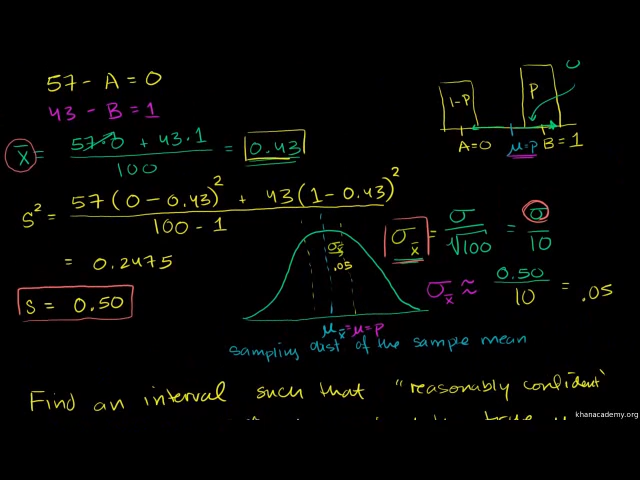 57 - A = 0
43 - B = 1
x̄ = (57·0 + 43·1) / 100 = 0.43
S² = (57(0 - 0.43)² + 43(1 - 0.43)²) / (100 - 1)
= 0.2475
S = 0.50
1-P
P
σ
A=0 μ=p B=1
σx̄ = σ/√100 = σ/10
σx̄ ≈ 0.50/10 = .05
σx̄
.05
μx̄ = μ = p
sampling dist of the sample mean
Find an interval such that "reasonably confident"
khanacademy.org